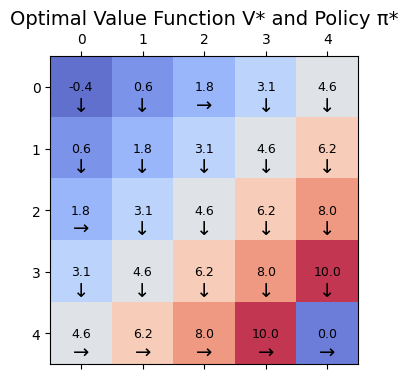 Optimal Value Function V* and Policy π*
0 1 2 3 4
0 -0.4 0.6 1.8 3.1 4.6
↓ ↓ → ↓ ↓
1 0.6 1.8 3.1 4.6 6.2
↓ ↓ ↓ ↓ ↓
2 1.8 3.1 4.6 6.2 8.0
→ ↓ ↓ ↓ ↓
3 3.1 4.6 6.2 8.0 10.0
↓ ↓ ↓ ↓ ↓
4 4.6 6.2 8.0 10.0 0.0
→ → → → →